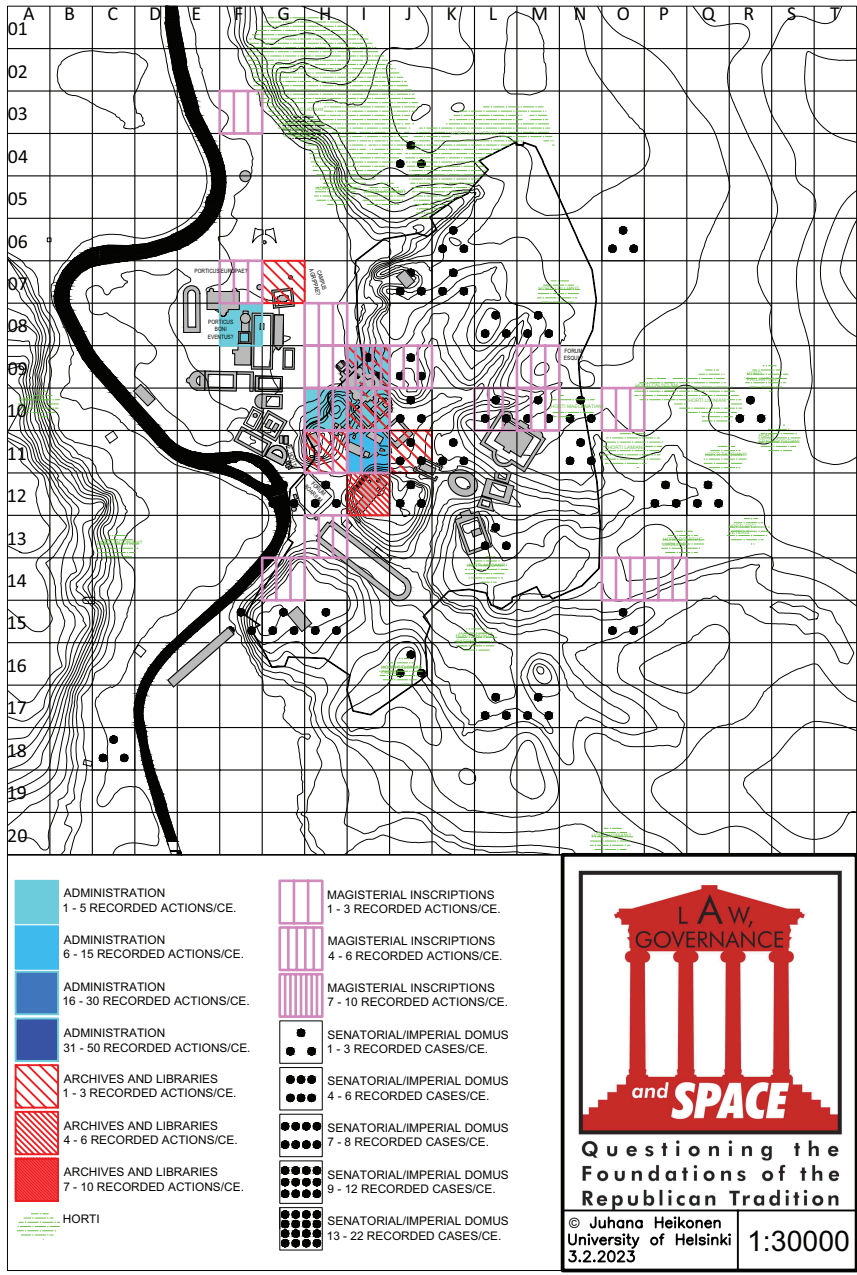 A B C D E F G H I J K L M N O P Q R S T
01
02
03
04
05
06
07
08
09
10
11
12
13
14
15
16
17
18
19
20
PORTICUS EUROPAE?
CAMPUS
AGRIPPAE?
PORTICUS
BONI
EVENTUS?
FORUM
ESQU
ADMINISTRATION
1 - 5 RECORDED ACTIONS/CE.
ADMINISTRATION
6 - 15 RECORDED ACTIONS/CE.
ADMINISTRATION
16 - 30 RECORDED ACTIONS/CE.
ADMINISTRATION
31 - 50 RECORDED ACTIONS/CE.
ARCHIVES AND LIBRARIES
1 - 3 RECORDED ACTIONS/CE.
ARCHIVES AND LIBRARIES
4 - 6 RECORDED ACTIONS/CE.
ARCHIVES AND LIBRARIES
7 - 10 RECORDED ACTIONS/CE.
HORTI
MAGISTERIAL INSCRIPTIONS
1 - 3 RECORDED ACTIONS/CE.
MAGISTERIAL INSCRIPTIONS
4 - 6 RECORDED ACTIONS/CE.
MAGISTERIAL INSCRIPTIONS
7 - 10 RECORDED ACTIONS/CE.
SENATORIAL/IMPERIAL DOMUS
1 - 3 RECORDED CASES/CE.
SENATORIAL/IMPERIAL DOMUS
4 - 6 RECORDED CASES/CE.
SENATORIAL/IMPERIAL DOMUS
7 - 8 RECORDED CASES/CE.
SENATORIAL/IMPERIAL DOMUS
9 - 12 RECORDED CASES/CE.
SENATORIAL/IMPERIAL DOMUS
13 - 22 RECORDED CASES/CE.
LAW,
GOVERNANCE
and SPACE
Questioning the
Foundations of the
Republican Tradition
© Juhana Heikonen
University of Helsinki
3.2.2023
1:30000